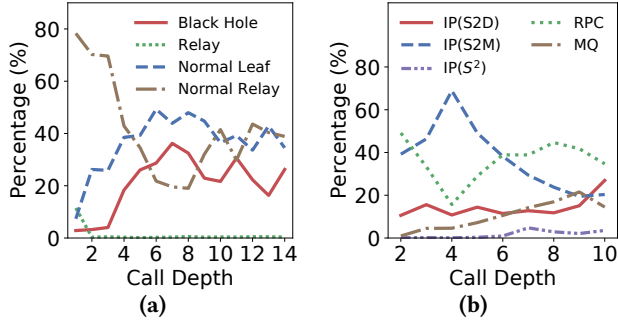 Percentage (%)
80
60
40
20
0
Black Hole
Relay
Normal Leaf
Normal Relay
2 4 6 8 10 12 14
Call Depth
(a)
Percentage (%)
80
60
40
20
0
IP(S2D)
IP(S2M)
IP(S²)
RPC
MQ
2 4 6 8 10
Call Depth
(b)